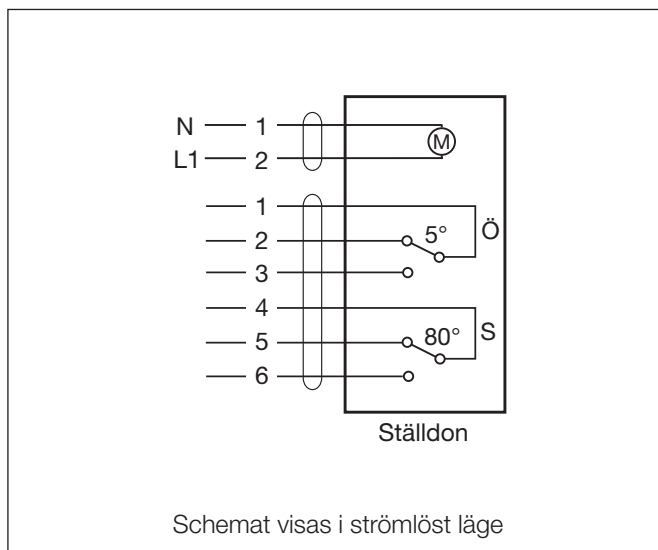 N 1
M
L1 2
1
Ö
2 5°
3
4
S
5 80°
6
Ställdon
Schemat visas i strömlöst läge